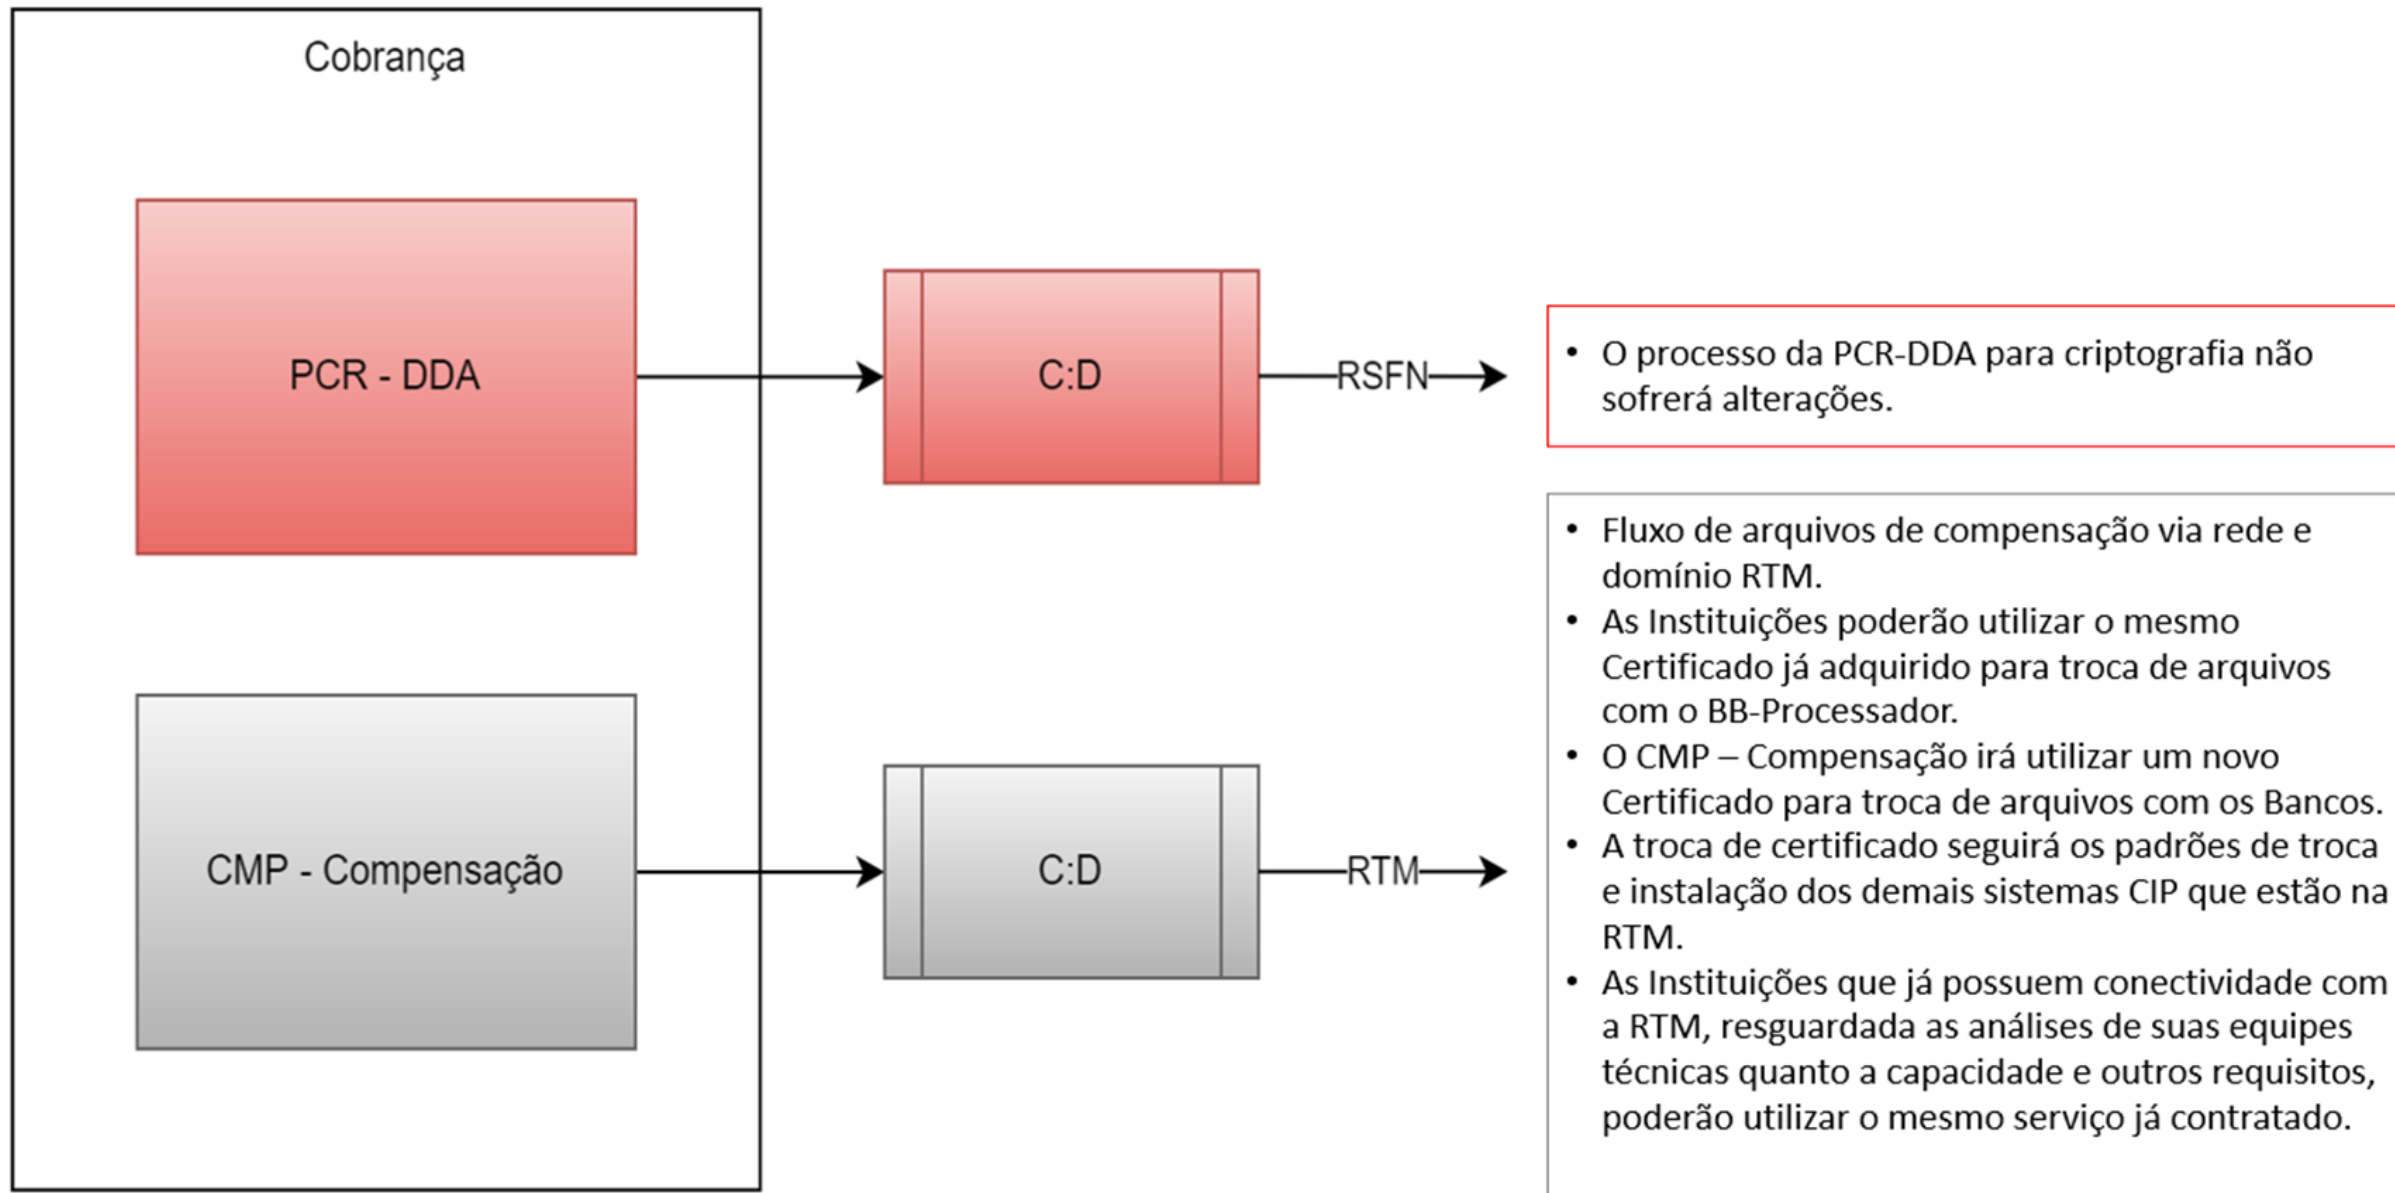 Cobrança
PCR - DDA
C:D
RSFN
• O processo da PCR-DDA para criptografia não
sofrerá alterações.
CMP - Compensação
C:D
RTM
• Fluxo de arquivos de compensação via rede e
domínio RTM.
• As Instituições poderão utilizar o mesmo
Certificado já adquirido para troca de arquivos
com o BB-Processador.
• O CMP – Compensação irá utilizar um novo
Certificado para troca de arquivos com os Bancos.
• A troca de certificado seguirá os padrões de troca
e instalação dos demais sistemas CIP que estão na
RTM.
• As Instituições que já possuem conectividade com
a RTM, resguardada as análises de suas equipes
técnicas quanto a capacidade e outros requisitos,
poderão utilizar o mesmo serviço já contratado.